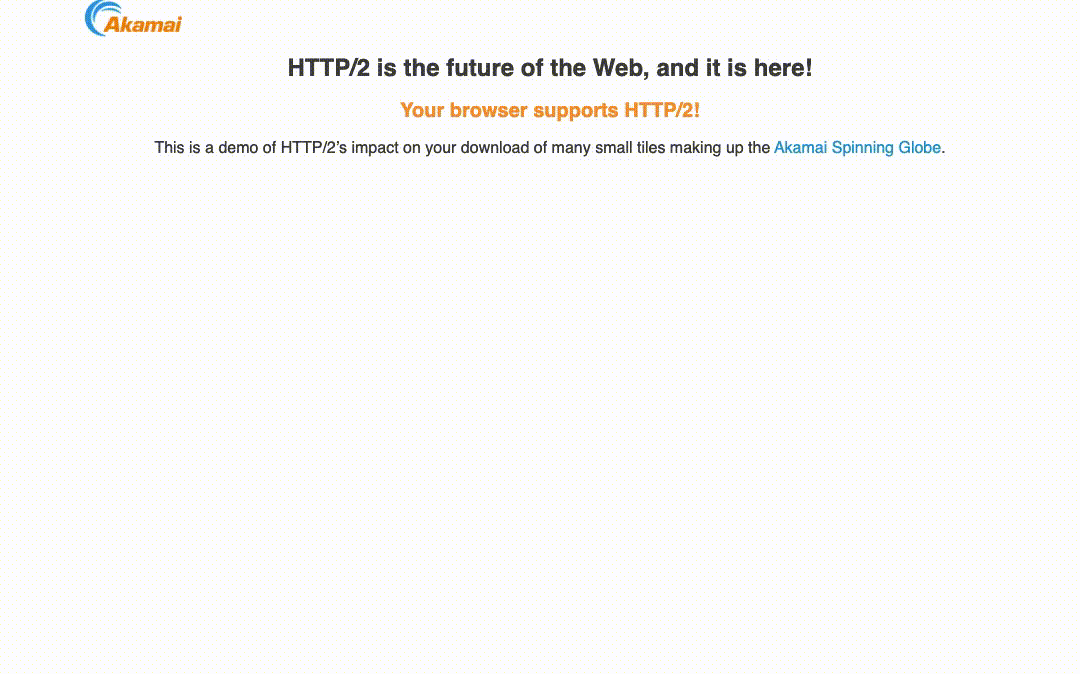 Akamai
HTTP/2 is the future of the Web, and it is here!
Your browser supports HTTP/2!
This is a demo of HTTP/2’s impact on your download of many small tiles making up the Akamai Spinning Globe.